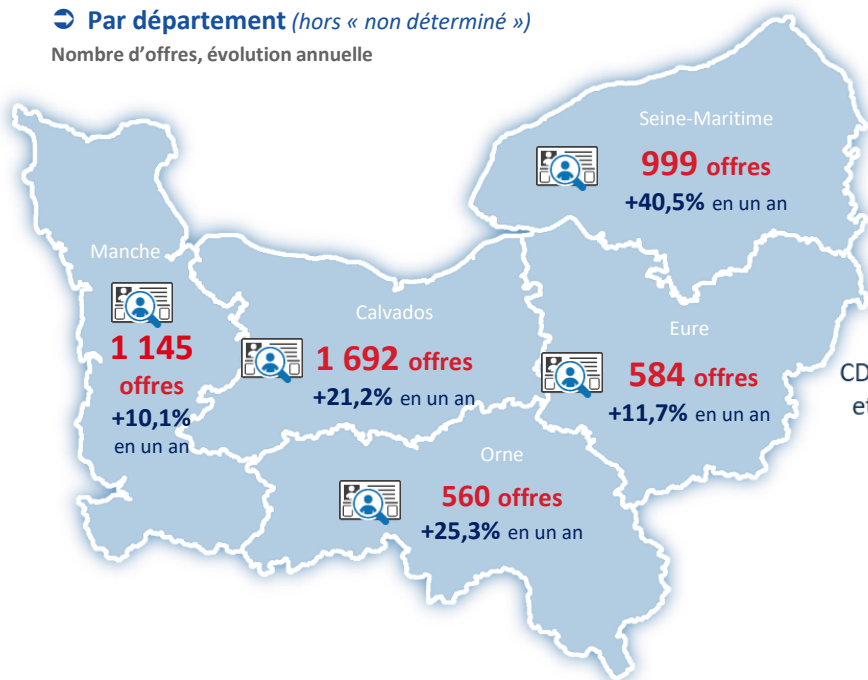 ➲ Par département (hors « non déterminé »)
Nombre d'offres, évolution annuelle
Seine-Maritime
999 offres
+40,5% en un an
Manche
1 145
offres
+10,1%
en un an
Calvados
1 692 offres
+21,2% en un an
Eure
584 offres
+11,7% en un an
CD
et
Orne
560 offres
+25,3% en un an